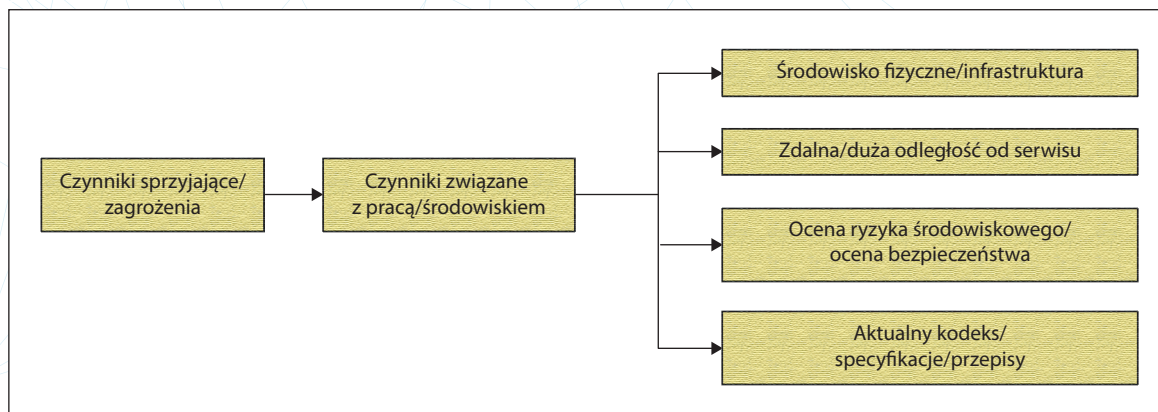 Czynniki sprzyjające/
zagrożenia
Czynniki związane
z pracą/środowiskiem
Środowisko fizyczne/infrastruktura
Zdalna/duża odległość od serwisu
Ocena ryzyka środowiskowego/
ocena bezpieczeństwa
Aktualny kodeks/
specyfikacje/przepisy